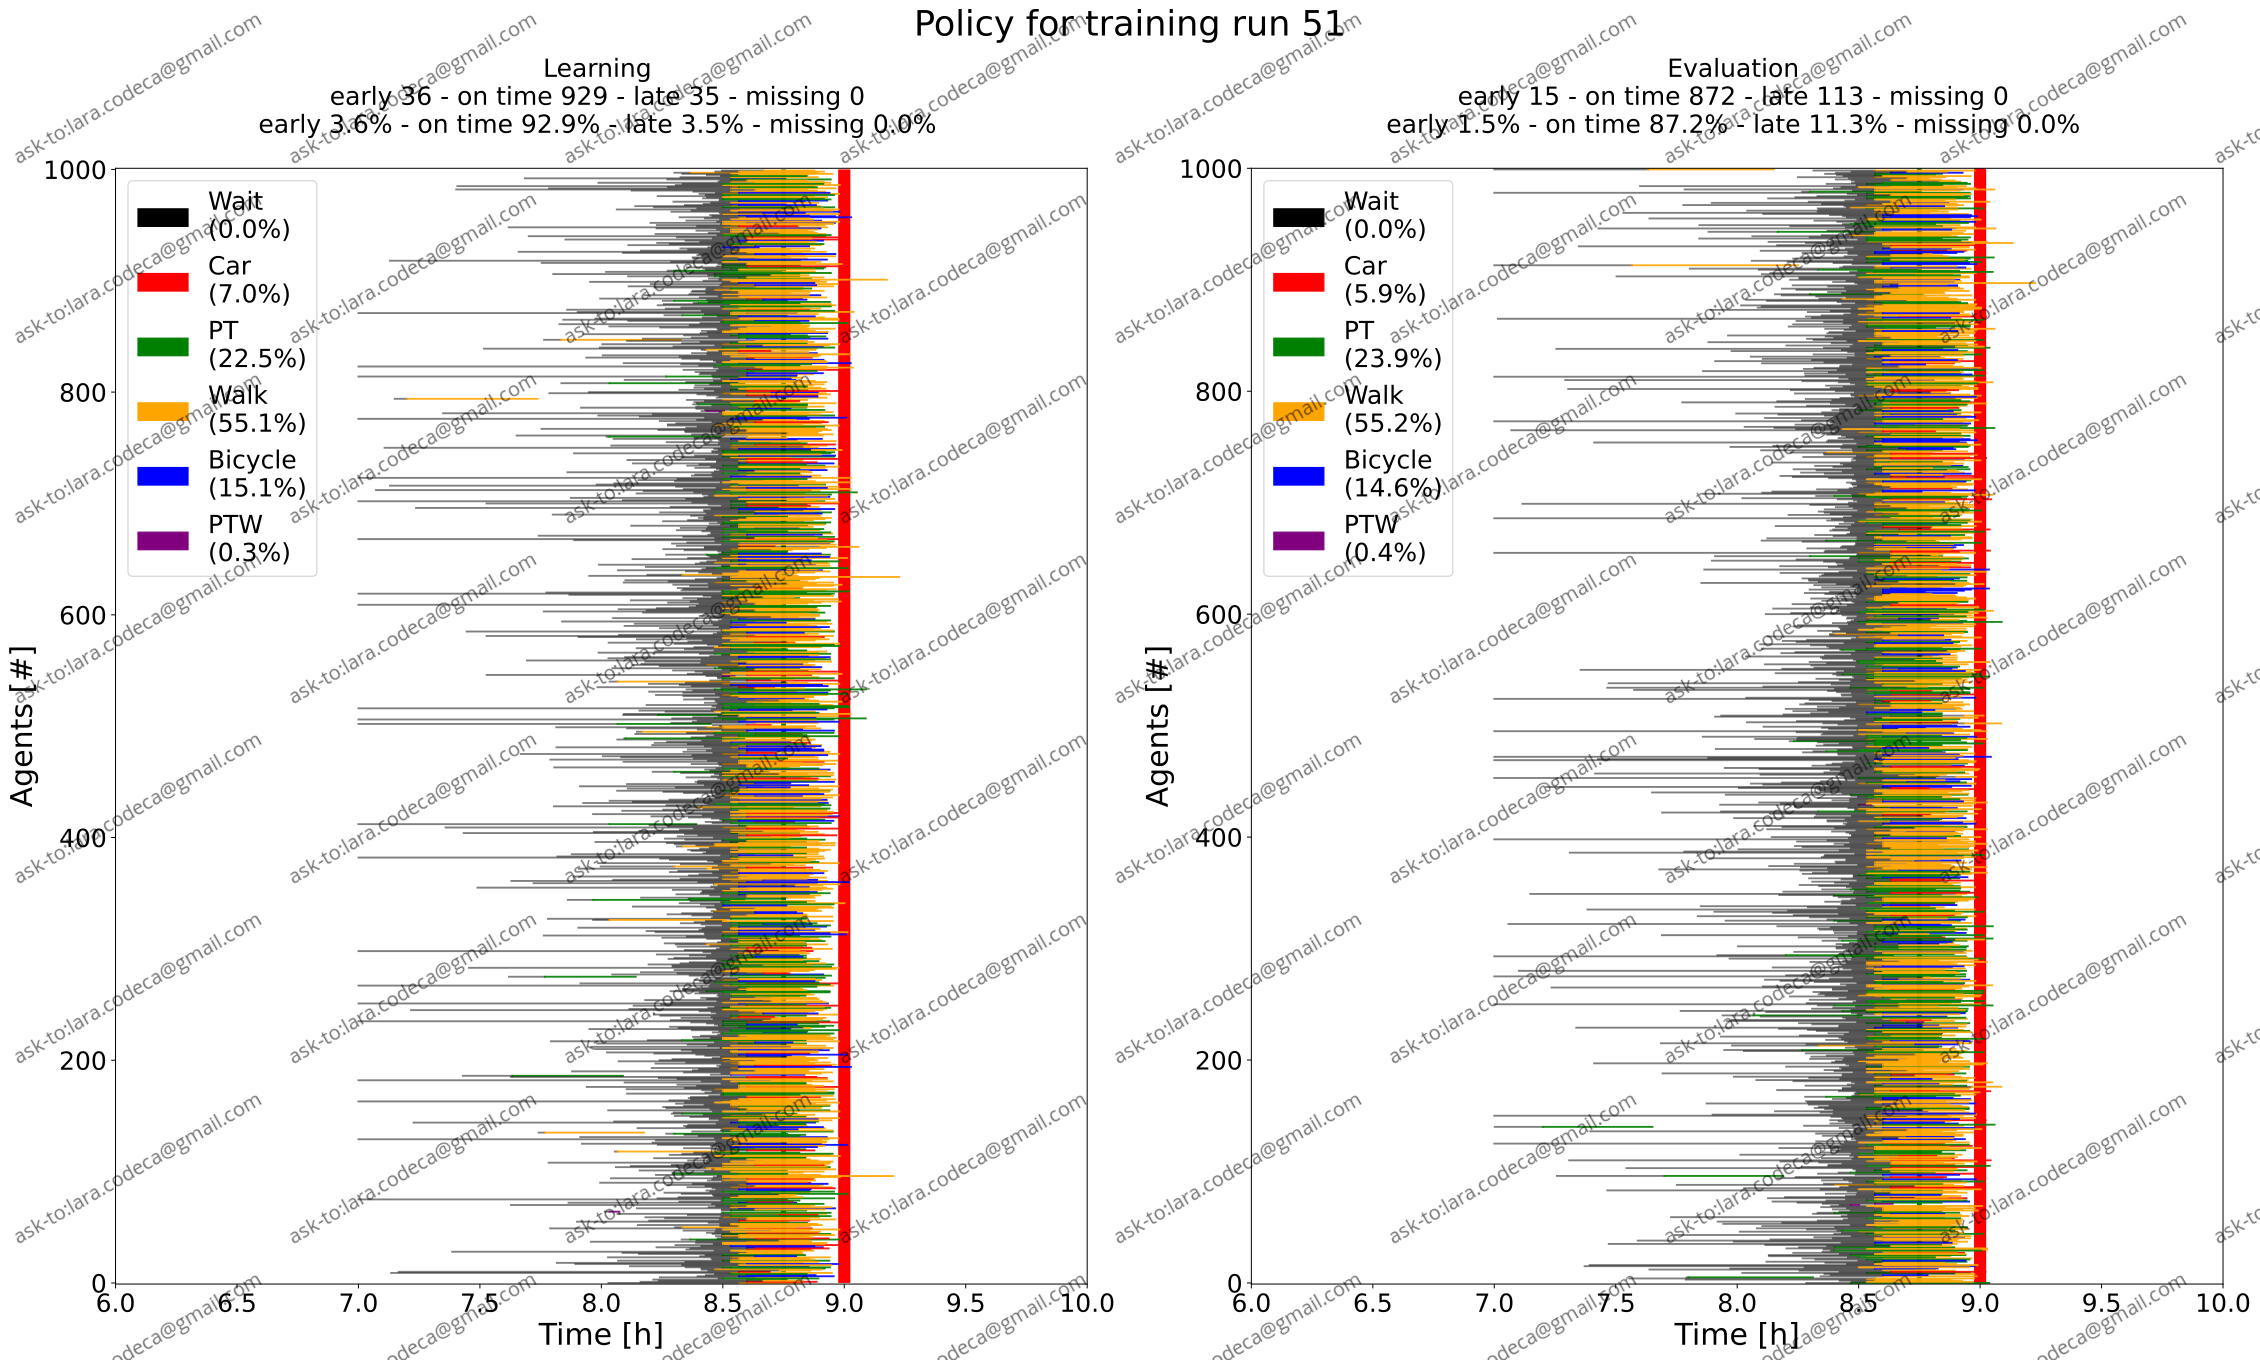 Policy for training run 51
Learning
early 36 - on time 929 - late 35 - missing 0
early 3.6% - on time 92.9% - late 3.5% - missing 0.0%
1000
800
600
400
200
0
Agents [#]
Wait
(0.0%)
Car
(7.0%)
PT
(22.5%)
Walk
(55.1%)
Bicycle
(15.1%)
PTW
(0.3%)
6.0 6.5 7.0 7.5 8.0 8.5 9.0 9.5 10.0
Time [h]
Evaluation
early 15 - on time 872 - late 113 - missing 0
early 1.5% - on time 87.2% - late 11.3% - missing 0.0%
1000
800
600
400
200
0
Agents [#]
Wait
(0.0%)
Car
(5.9%)
PT
(23.9%)
Walk
(55.2%)
Bicycle
(14.6%)
PTW
(0.4%)
6.0 6.5 7.0 7.5 8.0 8.5 9.0 9.5 10.0
Time [h]
ask-to:lara.codeca@gmail.com